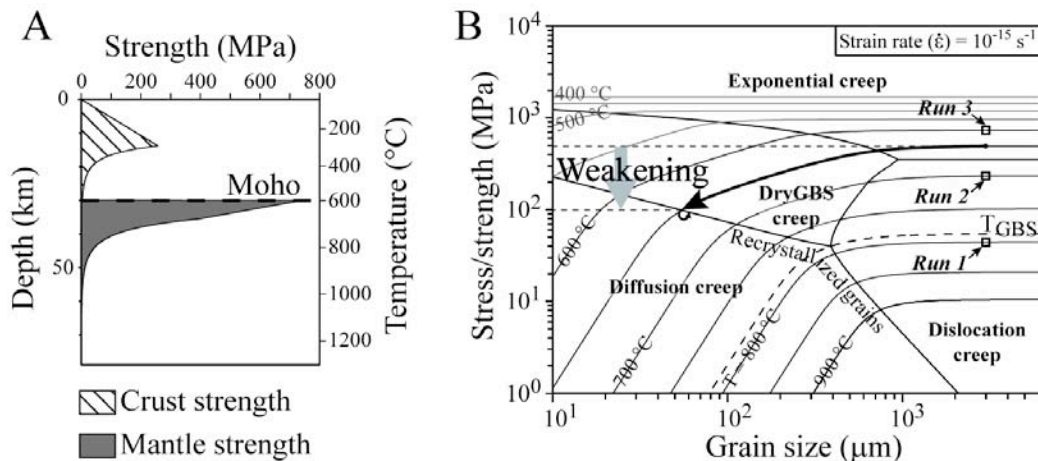 A
Strength (MPa)
0 200 400 600 800
0
50
Depth (km)
Moho
200
400
600
800
1000
1200
Temperature (°C)
Crust strength
Mantle strength
B
Strain rate (ε̇) = 10⁻¹⁵ s⁻¹
10⁴
10³
10²
10¹
10⁰
Stress/strength (MPa)
Exponential creep
400 °C
500 °C
Run 3
Weakening
DryGBS
creep
Run 2
T GBS
600 °C
Recrystallized grains
Run 1
Diffusion creep
Dislocation
creep
700 °C
T = 800 °C
900 °C
10¹ 10² 10³
Grain size (μm)